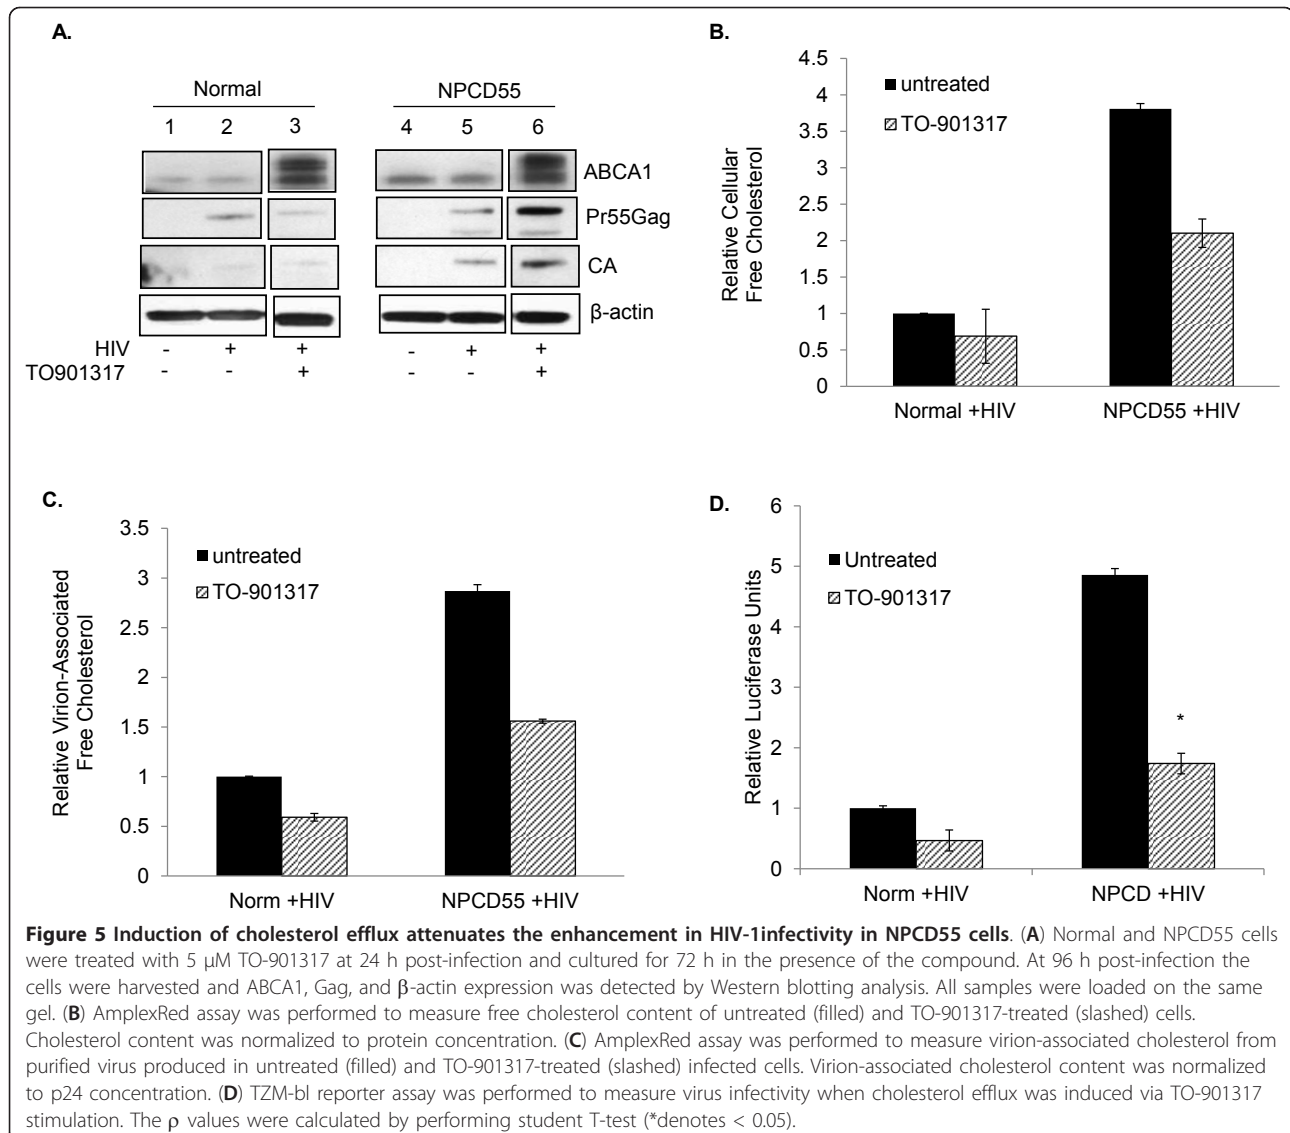 A.
Normal
NPCD55
1 2 3 4 5 6
ABCA1
Pr55Gag
CA
β-actin
HIV - + + - + +
TO901317 - - + - - +
B.
Relative Cellular
Free Cholesterol
4.5
4
3.5
3
2.5
2
1.5
1
0.5
0
untreated
TO-901317
Normal +HIV
NPCD55 +HIV
C.
Relative Virion-Associated
Free Cholesterol
3.5
3
2.5
2
1.5
1
0.5
0
untreated
TO-901317
Norm +HIV
NPCD55 +HIV
D.
Relative Luciferase Units
6
5
4
3
2
1
0
Untreated
TO-901317
*
Norm +HIV
NPCD +HIV
Figure 5 Induction of cholesterol efflux attenuates the enhancement in HIV-1infectivity in NPCD55 cells. (A) Normal and NPCD55 cells
were treated with 5 μM TO-901317 at 24 h post-infection and cultured for 72 h in the presence of the compound. At 96 h post-infection the
cells were harvested and ABCA1, Gag, and β-actin expression was detected by Western blotting analysis. All samples were loaded on the same
gel. (B) AmplexRed assay was performed to measure free cholesterol content of untreated (filled) and TO-901317-treated (slashed) cells.
Cholesterol content was normalized to protein concentration. (C) AmplexRed assay was performed to measure virion-associated cholesterol from
purified virus produced in untreated (filled) and TO-901317-treated (slashed) infected cells. Virion-associated cholesterol content was normalized
to p24 concentration. (D) TZM-bl reporter assay was performed to measure virus infectivity when cholesterol efflux was induced via TO-901317
stimulation. The ρ values were calculated by performing student T-test (*denotes < 0.05).